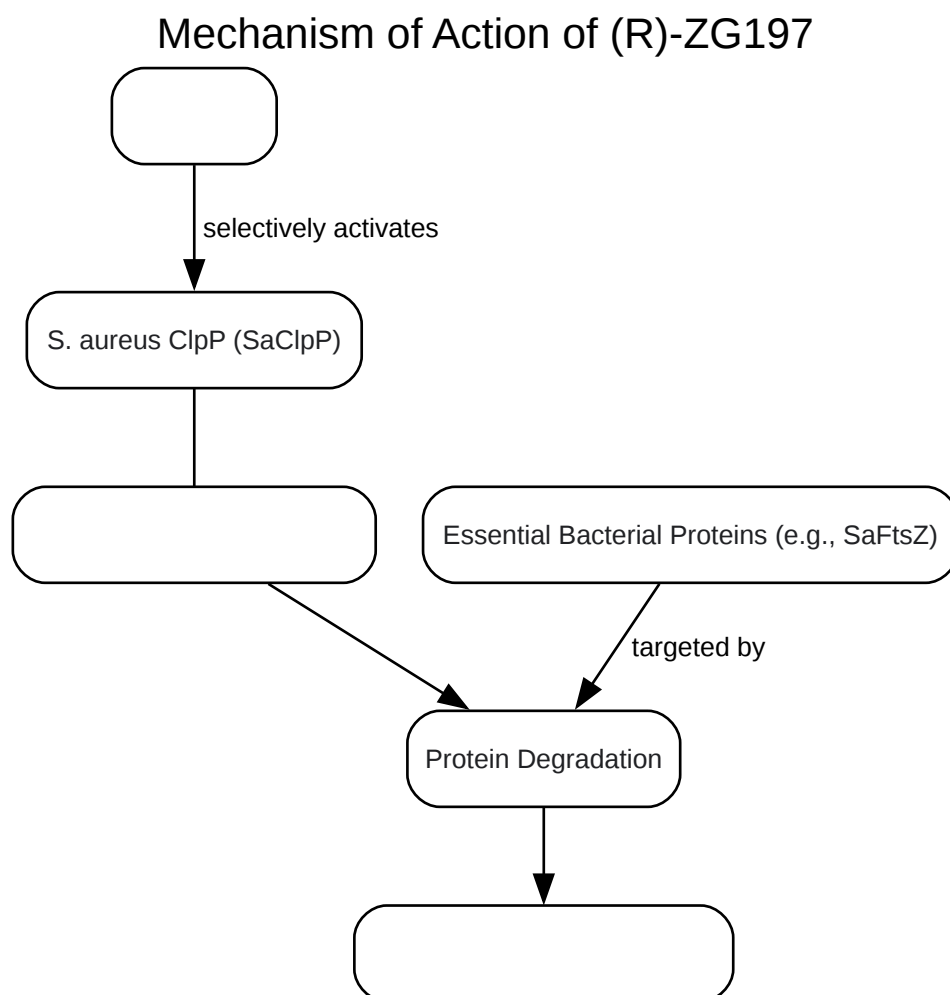 Mechanism of Action of (R)-ZG197
selectively activates
S. aureus ClpP (SaClpP)
Essential Bacterial Proteins (e.g., SaFtsZ)
targeted by
Protein Degradation